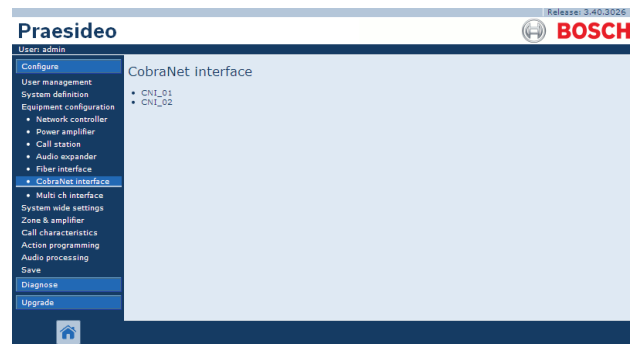 Release: 3.40.3026
Praesideo
BOSCH
User: admin
Configure
User management
System definition
Equipment configuration
• Network controller
• Power amplifier
• Call station
• Audio expander
• Fiber interface
• CobraNet interface
• Multi ch interface
System wide settings
Zone & amplifier
Call characteristics
Action programming
Audio processing
Save
Diagnose
Upgrade
CobraNet interface
• CNI_01
• CNI_02